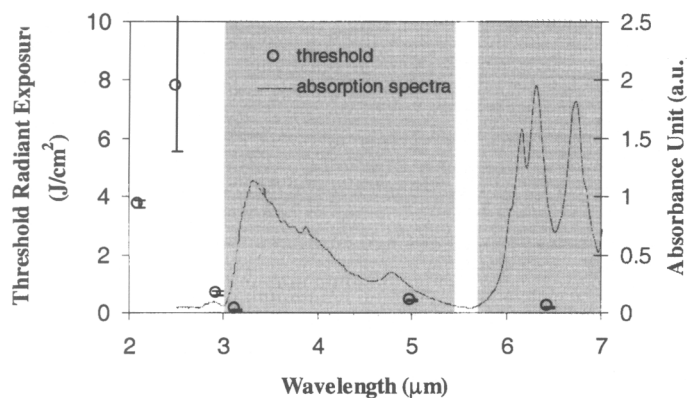 Threshold Radiant Exposur
(J/cm²)
10
8
6
4
2
0
threshold
absorption spectra
2.5
2
1.5
1
0.5
0
Absorbance Unit (a.u.
2 3 4 5 6 7
Wavelength (µm)